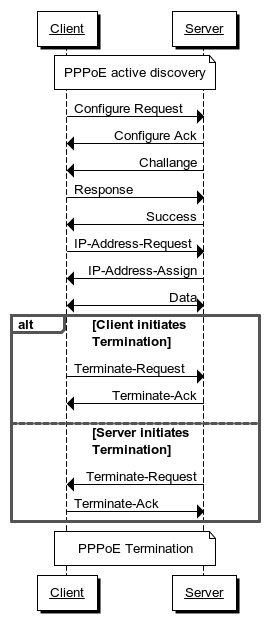 Client Server
PPPoE active discovery
Configure Request
Configure Ack
Challange
Response
Success
IP-Address-Request
IP-Address-Assign
Data
alt [Client initiates
Termination]
Terminate-Request
Terminate-Ack
[Server initiates
Termination]
Terminate-Request
Terminate-Ack
PPPoE Termination
Client Server